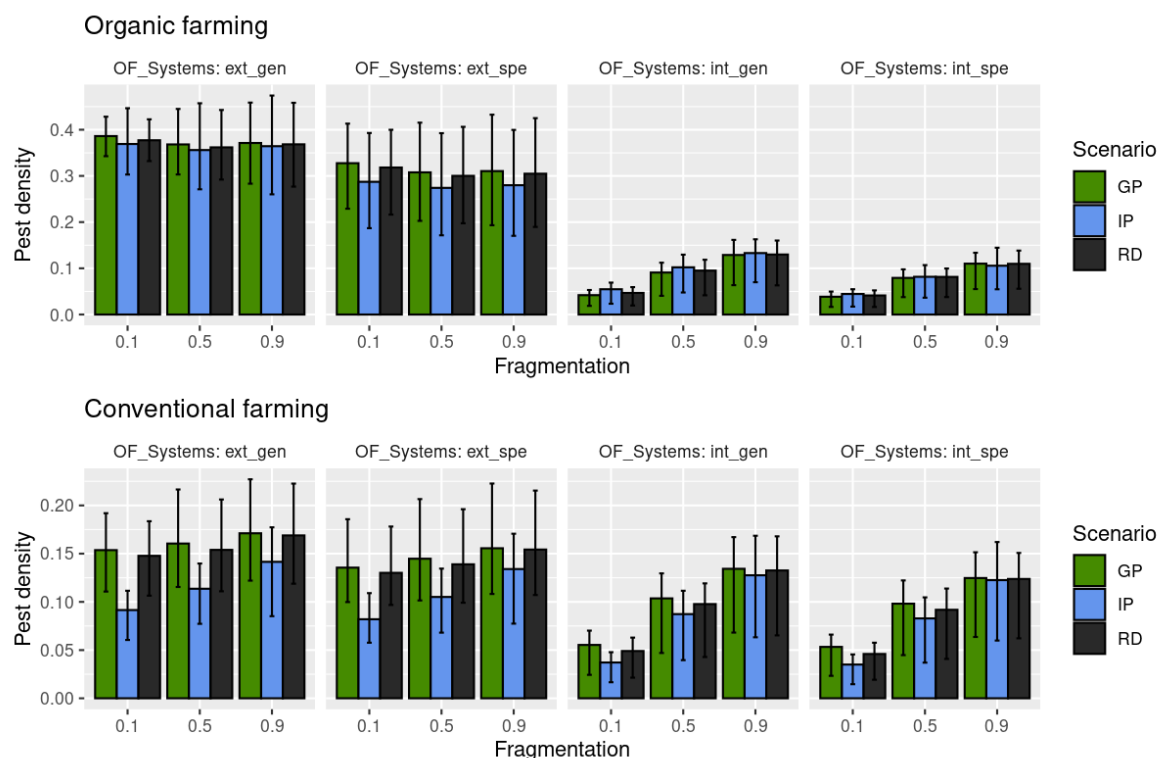 Organic farming
OF_Systems: ext_gen OF_Systems: ext_spe OF_Systems: int_gen OF_Systems: int_spe
Pest density
0.4
0.3
0.2
0.1
0.0
0.1 0.5 0.9 0.1 0.5 0.9 0.1 0.5 0.9 0.1 0.5 0.9
Fragmentation
Scenario
GP
IP
RD
Conventional farming
OF_Systems: ext_gen OF_Systems: ext_spe OF_Systems: int_gen OF_Systems: int_spe
Pest density
0.20
0.15
0.10
0.05
0.00
0.1 0.5 0.9 0.1 0.5 0.9 0.1 0.5 0.9 0.1 0.5 0.9
Fragmentation
Scenario
GP
IP
RD